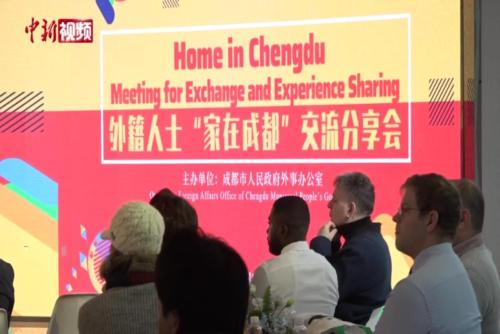 中新视频
Home in Chengdu
Meeting for Exchange and Experience Sharing
外籍人士“家在成都”交流分享会
主办单位：成都市人民政府外事办公室
Foreign Affairs Office of Chengdu People's